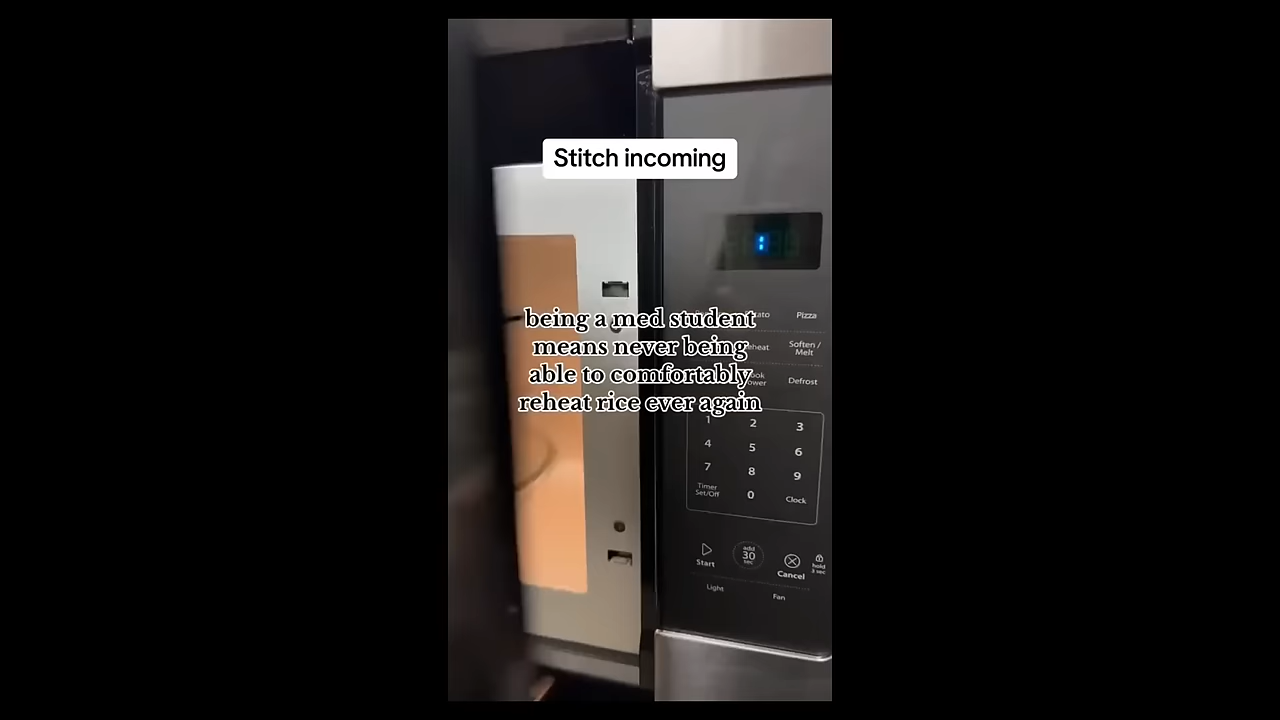 Stitch incoming
being a med student
means never being
able to comfortably
reheat rice ever again
Pizza
Soften /
Melt
Defrost
1 2 3
4 5 6
7 8 9
Timer
Set/Off
0
Clock
Start
add
30
sec
Cancel
hold
3 sec
Light
Fan